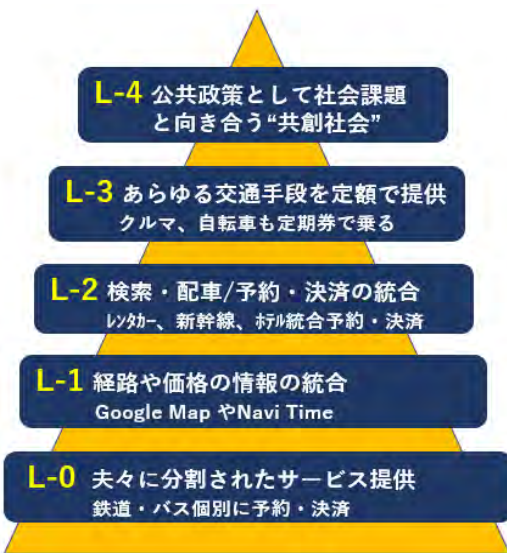 L-4 公共政策として社会課題
と向き合う“共創社会”
L-3 あらゆる交通手段を定額で提供
クルマ、自転車も定期券で乗る
L-2 検索・配車/予約・決済の統合
ﾚﾝﾀｶｰ、新幹線、ﾎﾃﾙ統合予約・決済
L-1 経路や価格の情報の統合
Google Map やNavi Time
L-0 夫々に分割されたサービス提供
鉄道・バス個別に予約・決済